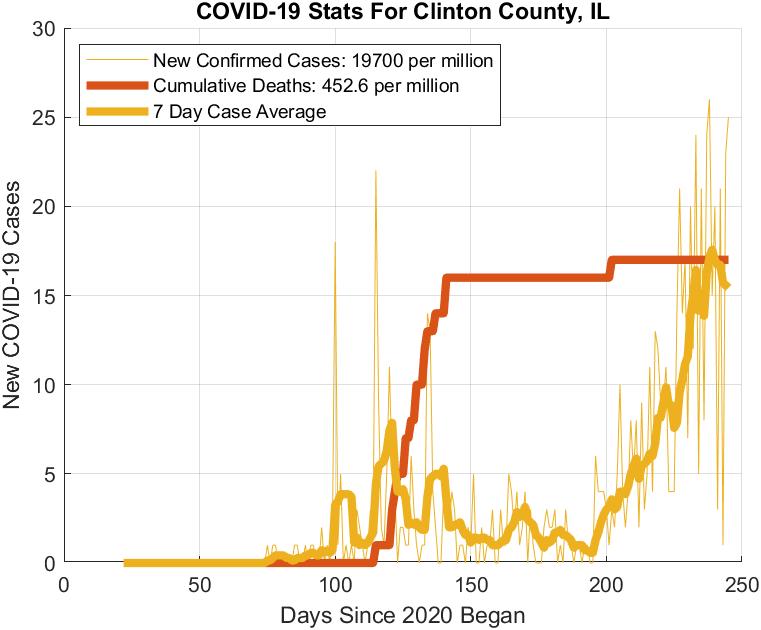 COVID-19 Stats For Clinton County, IL
30
25
20
15
10
5
0
New COVID-19 Cases
New Confirmed Cases: 19700 per million
Cumulative Deaths: 452.6 per million
7 Day Case Average
0 50 100 150 200 250
Days Since 2020 Began